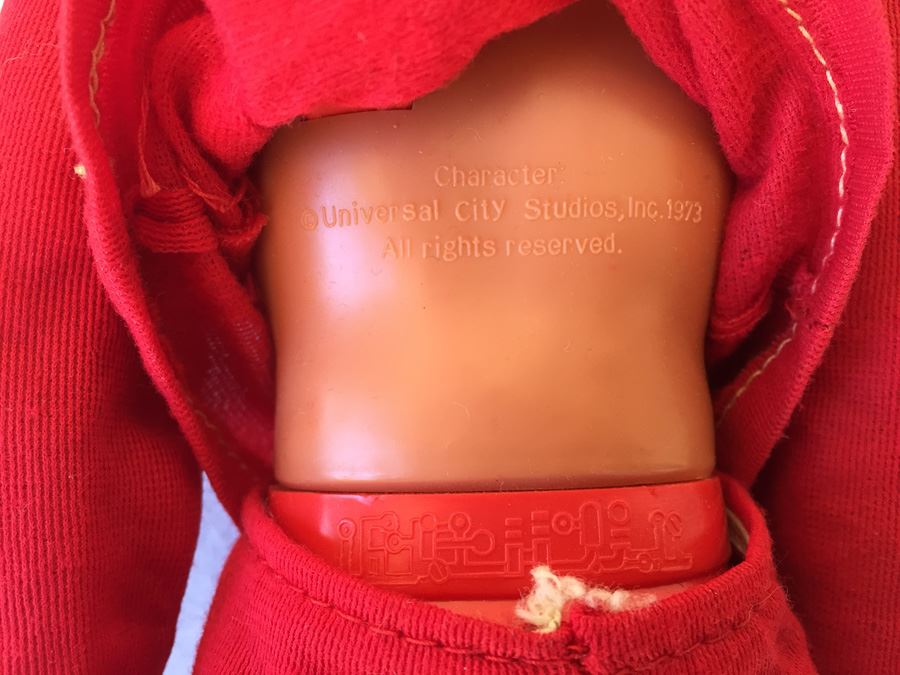 Character:
©Universal City Studios, Inc. 1973
All rights reserved.